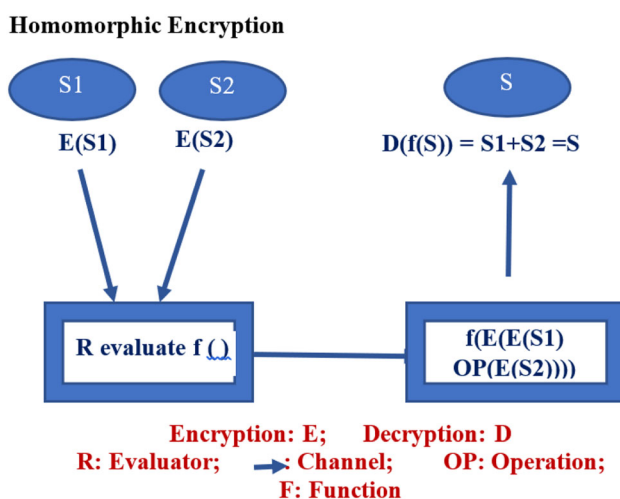 Homomorphic Encryption
S1 S2 S
E(S1) E(S2) D(f(S)) = S1+S2 =S
R evaluate f ( )
f(E(E(S1)
OP(E(S2))))
Encryption: E; Decryption: D
R: Evaluator; : Channel; OP: Operation;
F: Function